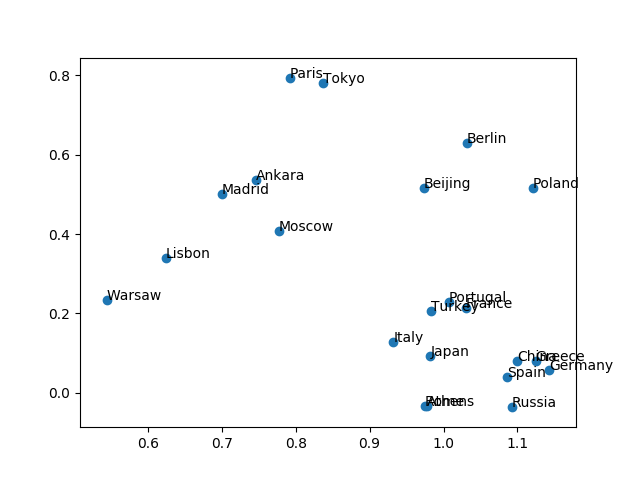 0.8
0.6
0.4
0.2
0.0
Paris
Tokyo
Berlin
Ankara
Beijing
Poland
Madrid
Moscow
Lisbon
Warsaw
Portugal
France
Turkey
Italy
Japan
China
Greece
Germany
Spain
Rome
Athens
Russia
0.6
0.7
0.8
0.9
1.0
1.1